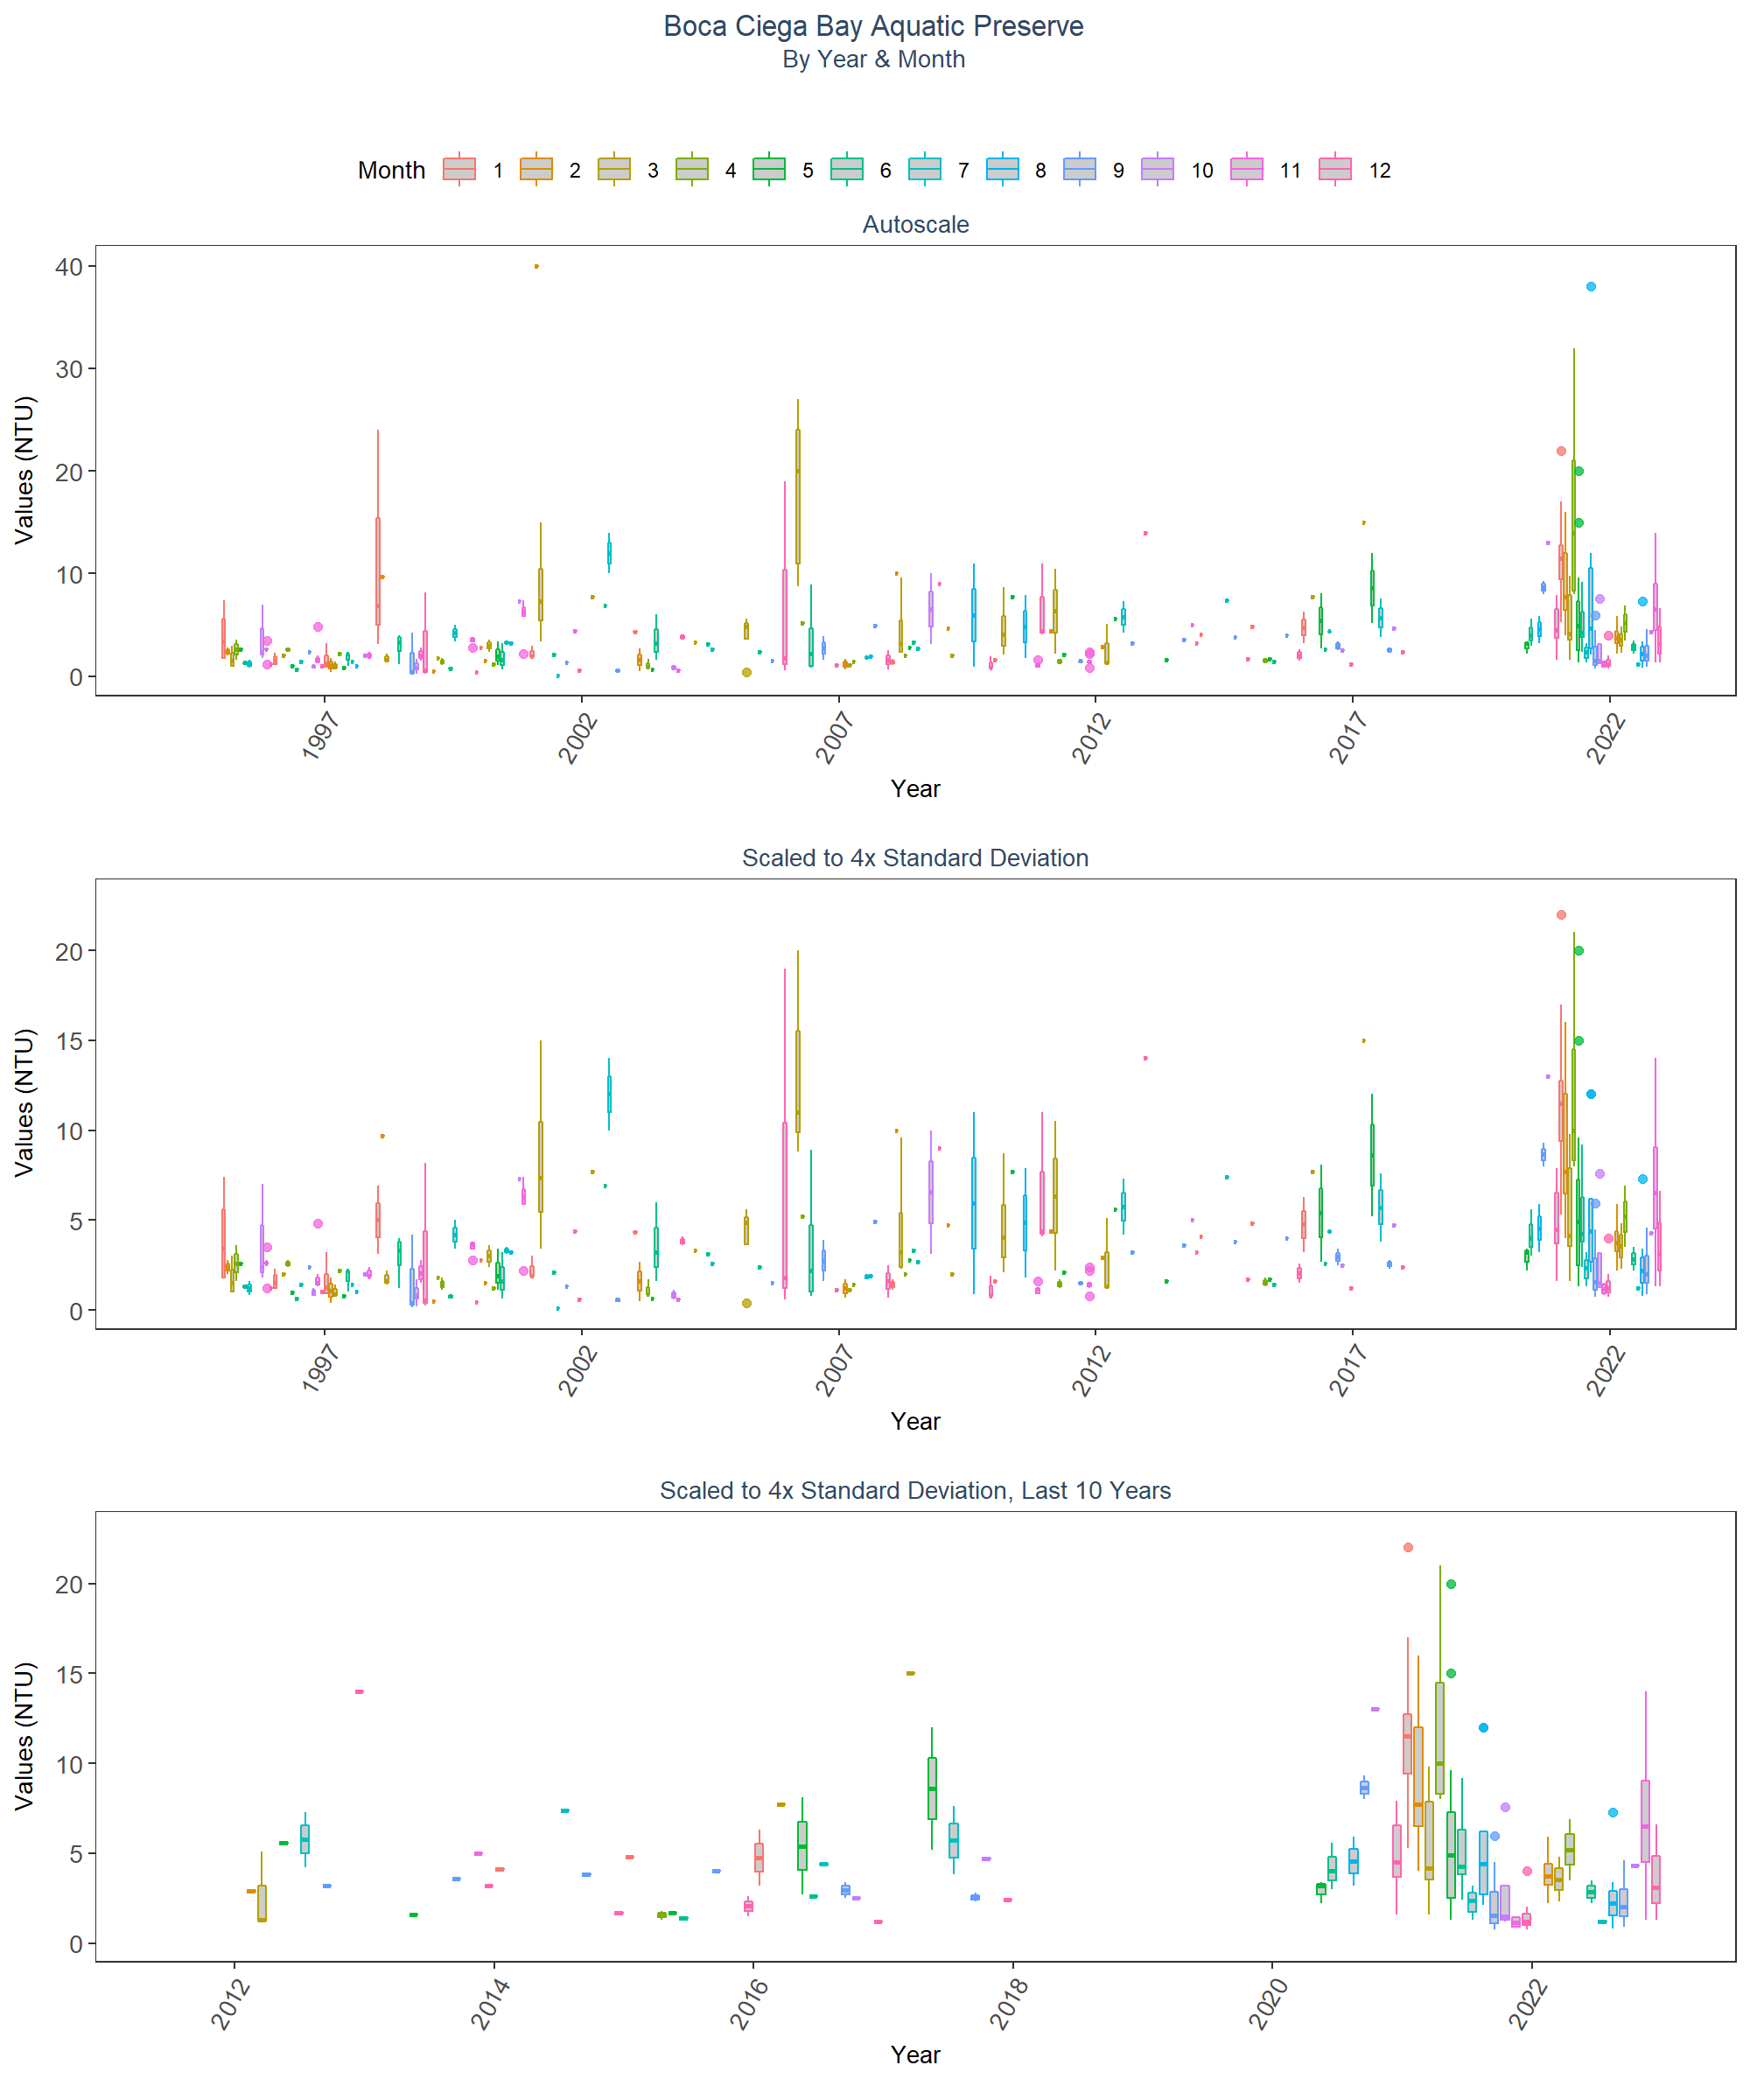 Boca Ciega Bay Aquatic Preserve
By Year & Month
Month 1 2 3 4 5 6 7 8 9 10 11 12
Autoscale
Values (NTU)
40
30
20
10
0
1997 2002 2007 2012 2017 2022
Year
Scaled to 4x Standard Deviation
Values (NTU)
20
15
10
5
0
1997 2002 2007 2012 2017 2022
Year
Scaled to 4x Standard Deviation, Last 10 Years
Values (NTU)
20
15
10
5
0
2012 2014 2016 2018 2020 2022
Year